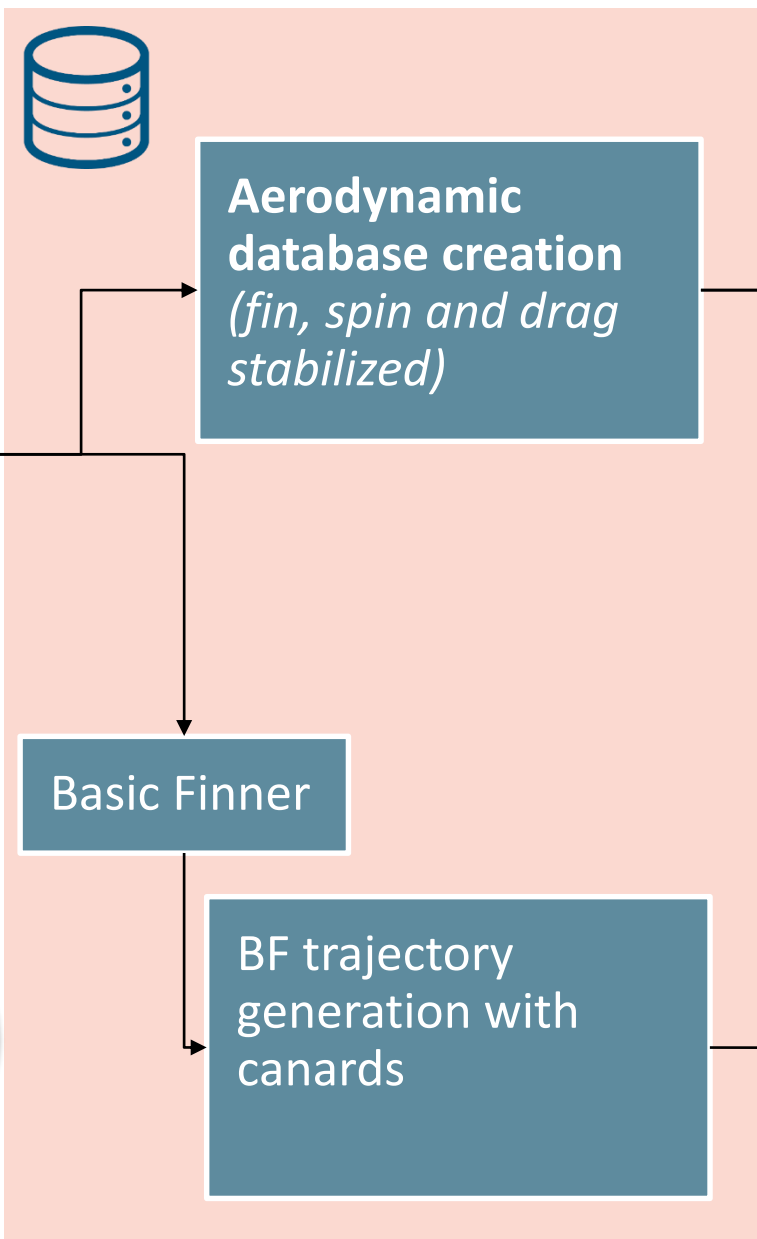 Aerodynamic
database creation
(fin, spin and drag
stabilized)
Basic Finner
BF trajectory
generation with
canards